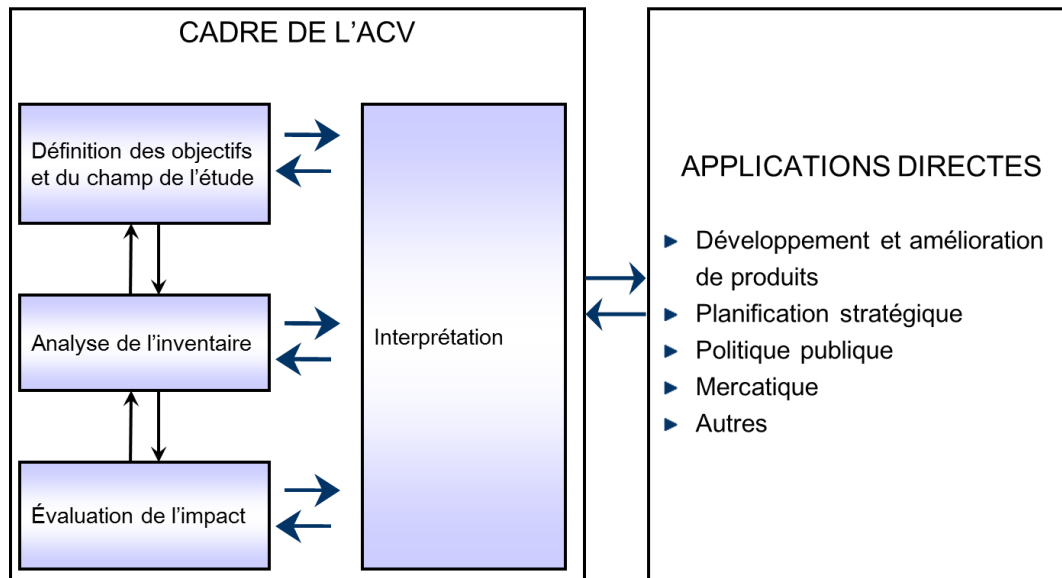 CADRE DE L’ACV
Définition des objectifs
et du champ de l’étude
Analyse de l’inventaire
Évaluation de l’impact
Interprétation
APPLICATIONS DIRECTES
Développement et amélioration
de produits
Planification stratégique
Politique publique
Mercatique
Autres